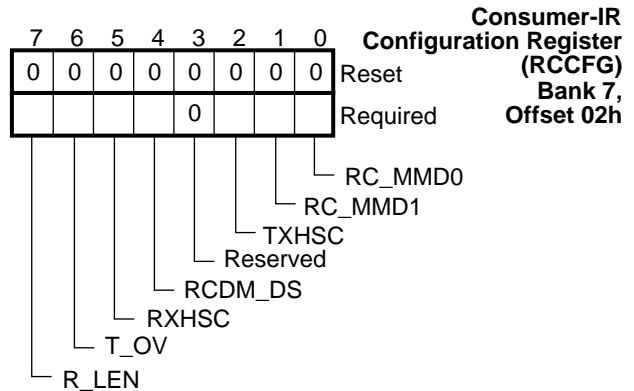 Consumer-IR
Configuration Register
(RCCFG)
Bank 7,
Offset 02h
7 6 5 4 3 2 1 0
0 0 0 0 0 0 0 0 Reset
0 Required
RC_MMD0
RC_MMD1
TXHSC
Reserved
RCDM_DS
RXHSC
T_OV
R_LEN